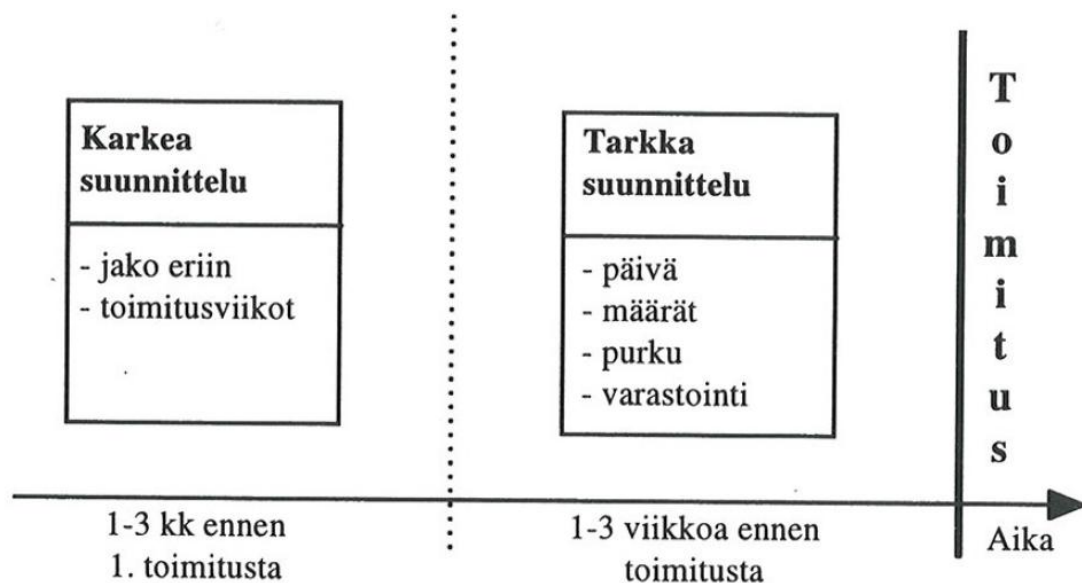 Karkea
suunnittelu
- jako eriin
- toimitusviikot
Tarkka
suunnittelu
- päivä
- määrät
- purku
- varastointi
Toimitus
1-3 kk ennen
1. toimitusta
1-3 viikkoa ennen
toimitusta
Aika